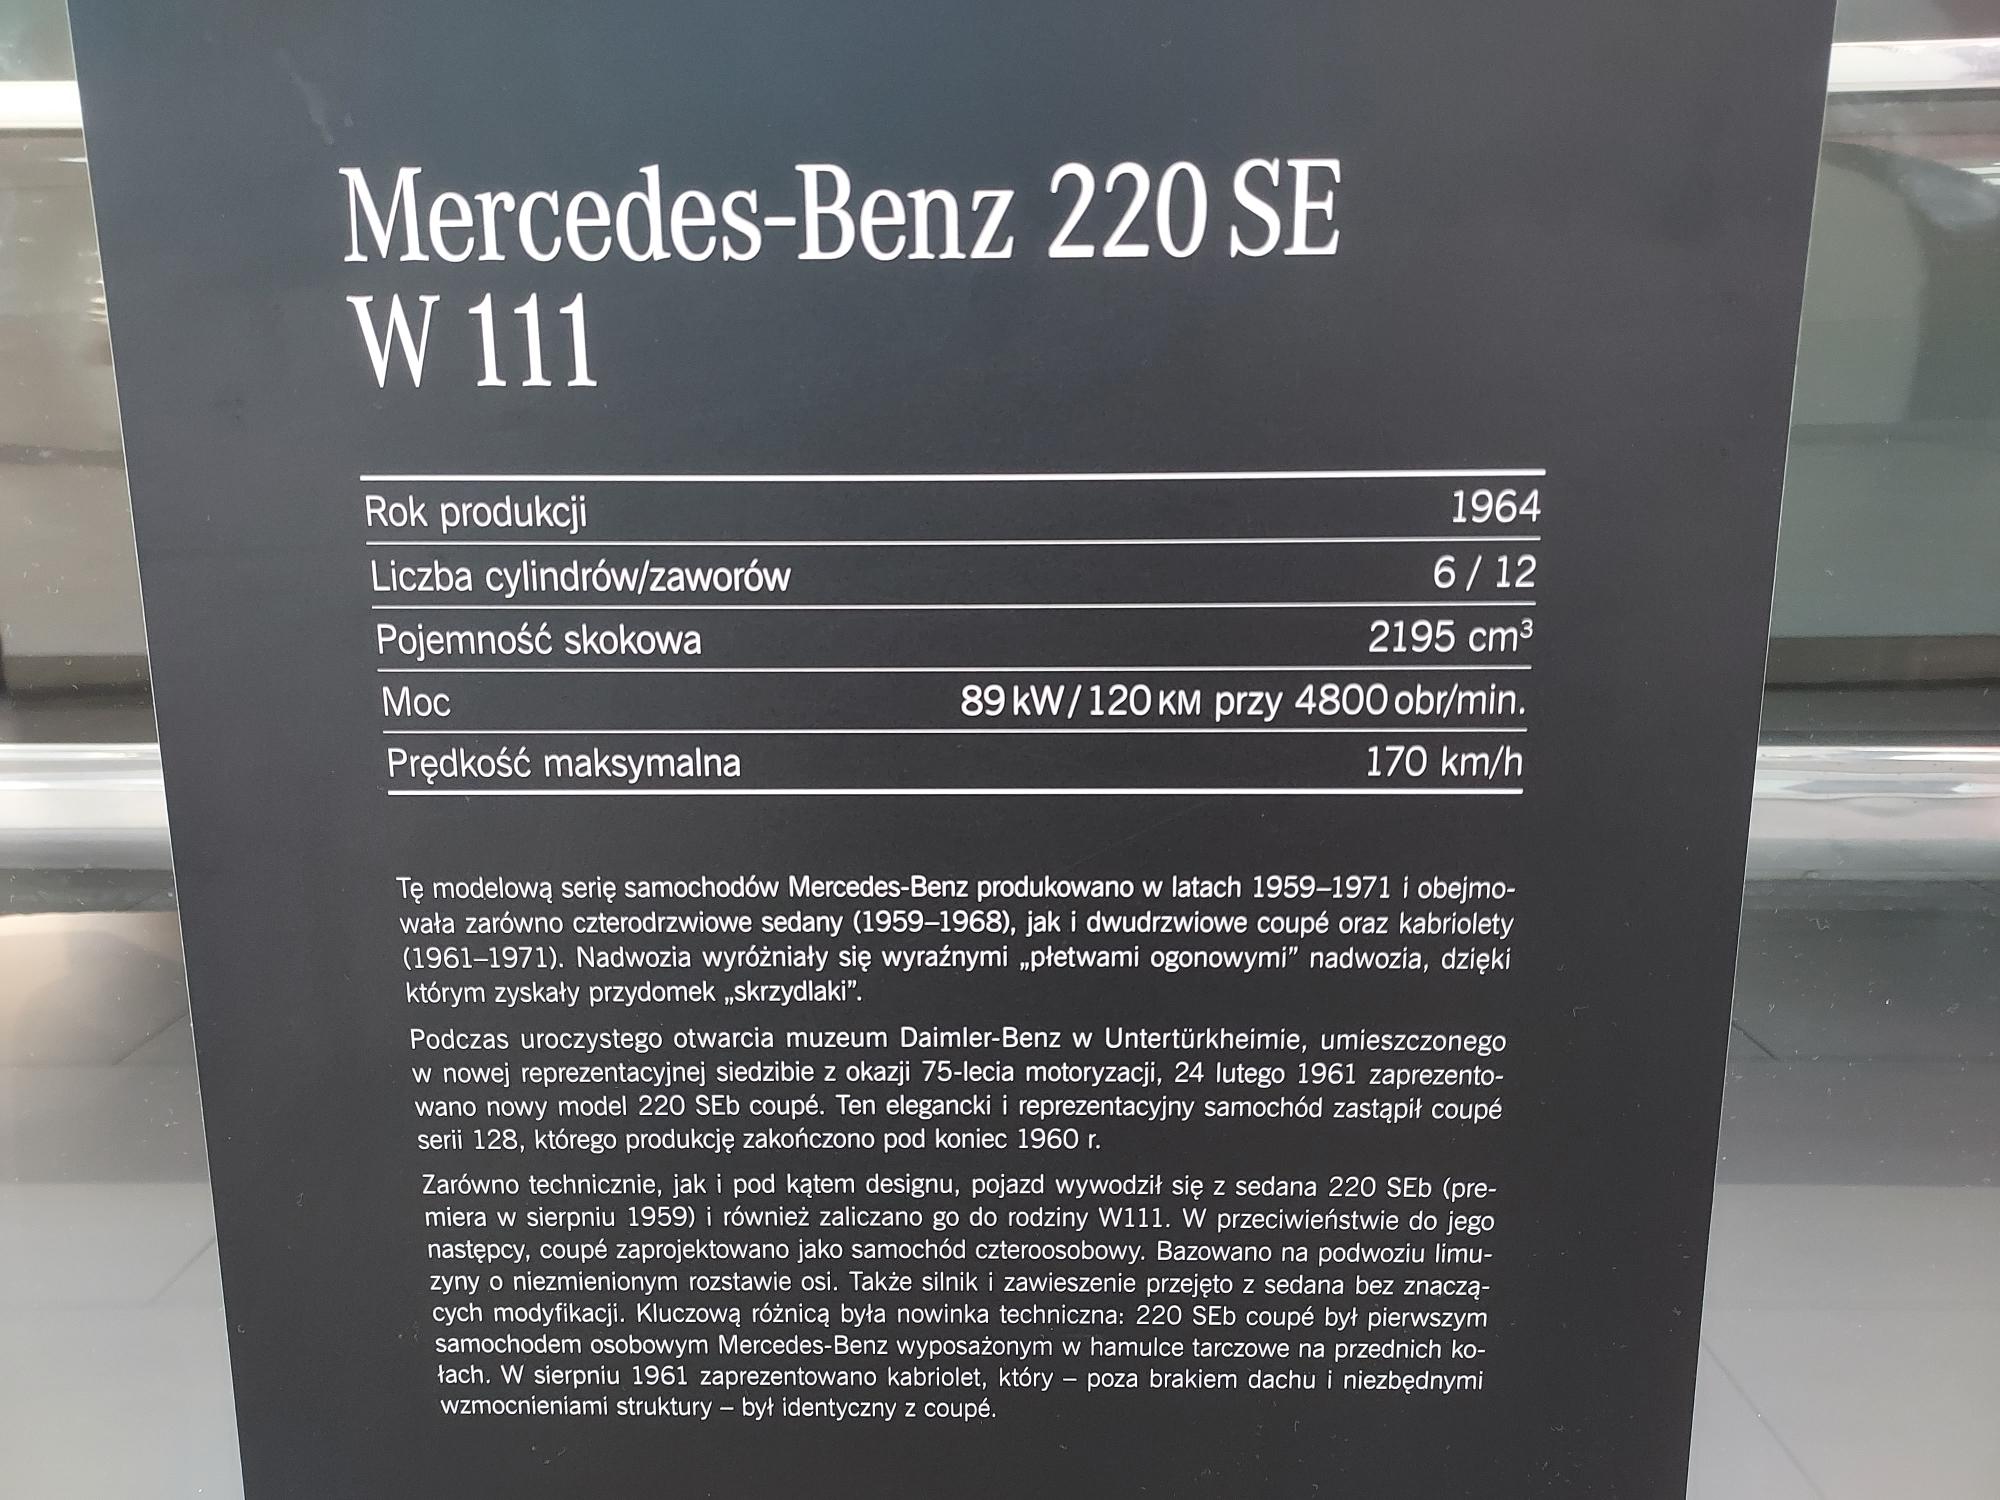 Mercedes-Benz 220 SE
W 111
Rok produkcji 1964
Liczba cylindrów/zaworów 6 / 12
Pojemność skokowa 2195 cm³
Moc 89 kW / 120 KM przy 4800 obr/min.
Prędkość maksymalna 170 km/h
Tę modelową serię samochodów Mercedes-Benz produkowano w latach 1959–1971 i obejmo-
wała zarówno czterodrzwiowe sedany (1959–1968), jak i dwudrzwiowe coupé oraz kabriolety
(1961–1971). Nadwozia wyróżniały się wyraźnymi „płetwami ogonowymi” nadwozia, dzięki
którym zyskały przydomek „skrzydlaki”.
Podczas uroczystego otwarcia muzeum Daimler-Benz w Untertürkheimie, umieszczonego
w nowej reprezentacyjnej siedzibie z okazji 75-lecia motoryzacji, 24 lutego 1961 zaprezento-
wano nowy model 220 SEb coupé. Ten elegancki i reprezentacyjny samochód zastąpił coupé
serii 128, którego produkcję zakończono pod koniec 1960 r.
Zarówno technicznie, jak i pod kątem designu, pojazd wywodził się z sedana 220 SEb (pre-
miera w sierpniu 1959) i również zaliczano go do rodziny W111. W przeciwieństwie do jego
następcy, coupé zaprojektowano jako samochód czteroosobowy. Bazowano na podwoziu limu-
zyny o niezmienionym rozstawie osi. Także silnik i zawieszenie przejęto z sedana bez znaczą-
cych modyfikacji. Kluczową różnicą była nowinka techniczna: 220 SEb coupé był pierwszym
samochodem osobowym Mercedes-Benz wyposażonym w hamulce tarczowe na przednich ko-
łach. W sierpniu 1961 zaprezentowano kabriolet, który – poza brakiem dachu i niezbędnymi
wzmocnieniami struktury – był identyczny z coupé.